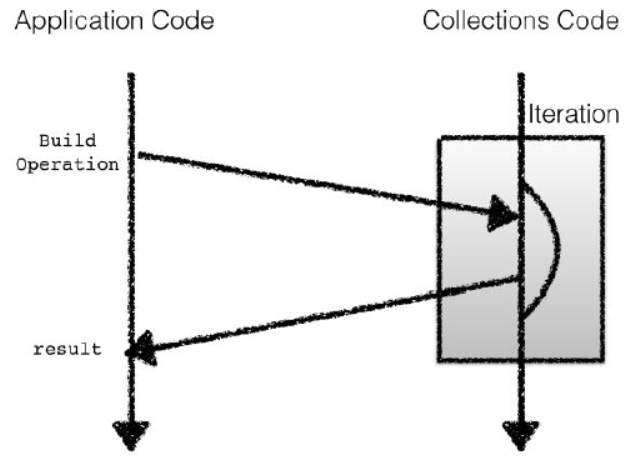 Application Code
Collections Code
Iteration
Build
Operation
result